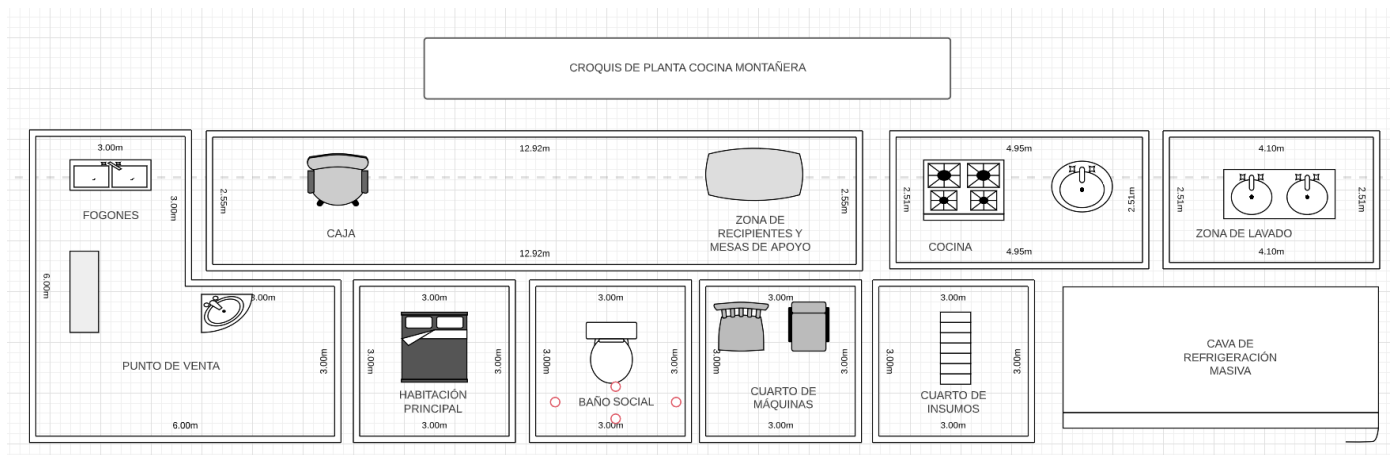 CROQUIS DE PLANTA COCINA MONTAÑERA
3.00m
3.00m
FOGONES
6.00m
3.00m
PUNTO DE VENTA
3.00m
6.00m
12.92m
2.55m
2.55m
CAJA
ZONA DE
RECIPIENTES Y
MESAS DE APOYO
12.92m
4.95m
2.51m
2.51m
COCINA
4.95m
4.10m
2.51m
2.51m
ZONA DE LAVADO
4.10m
3.00m
3.00m
3.00m
HABITACIÓN
PRINCIPAL
3.00m
3.00m
3.00m
3.00m
BAÑO SOCIAL
3.00m
3.00m
3.00m
3.00m
CUARTO DE
MÁQUINAS
3.00m
3.00m
3.00m
3.00m
CUARTO DE
INSUMOS
3.00m
CAVA DE
REFRIGERACIÓN
MASIVA